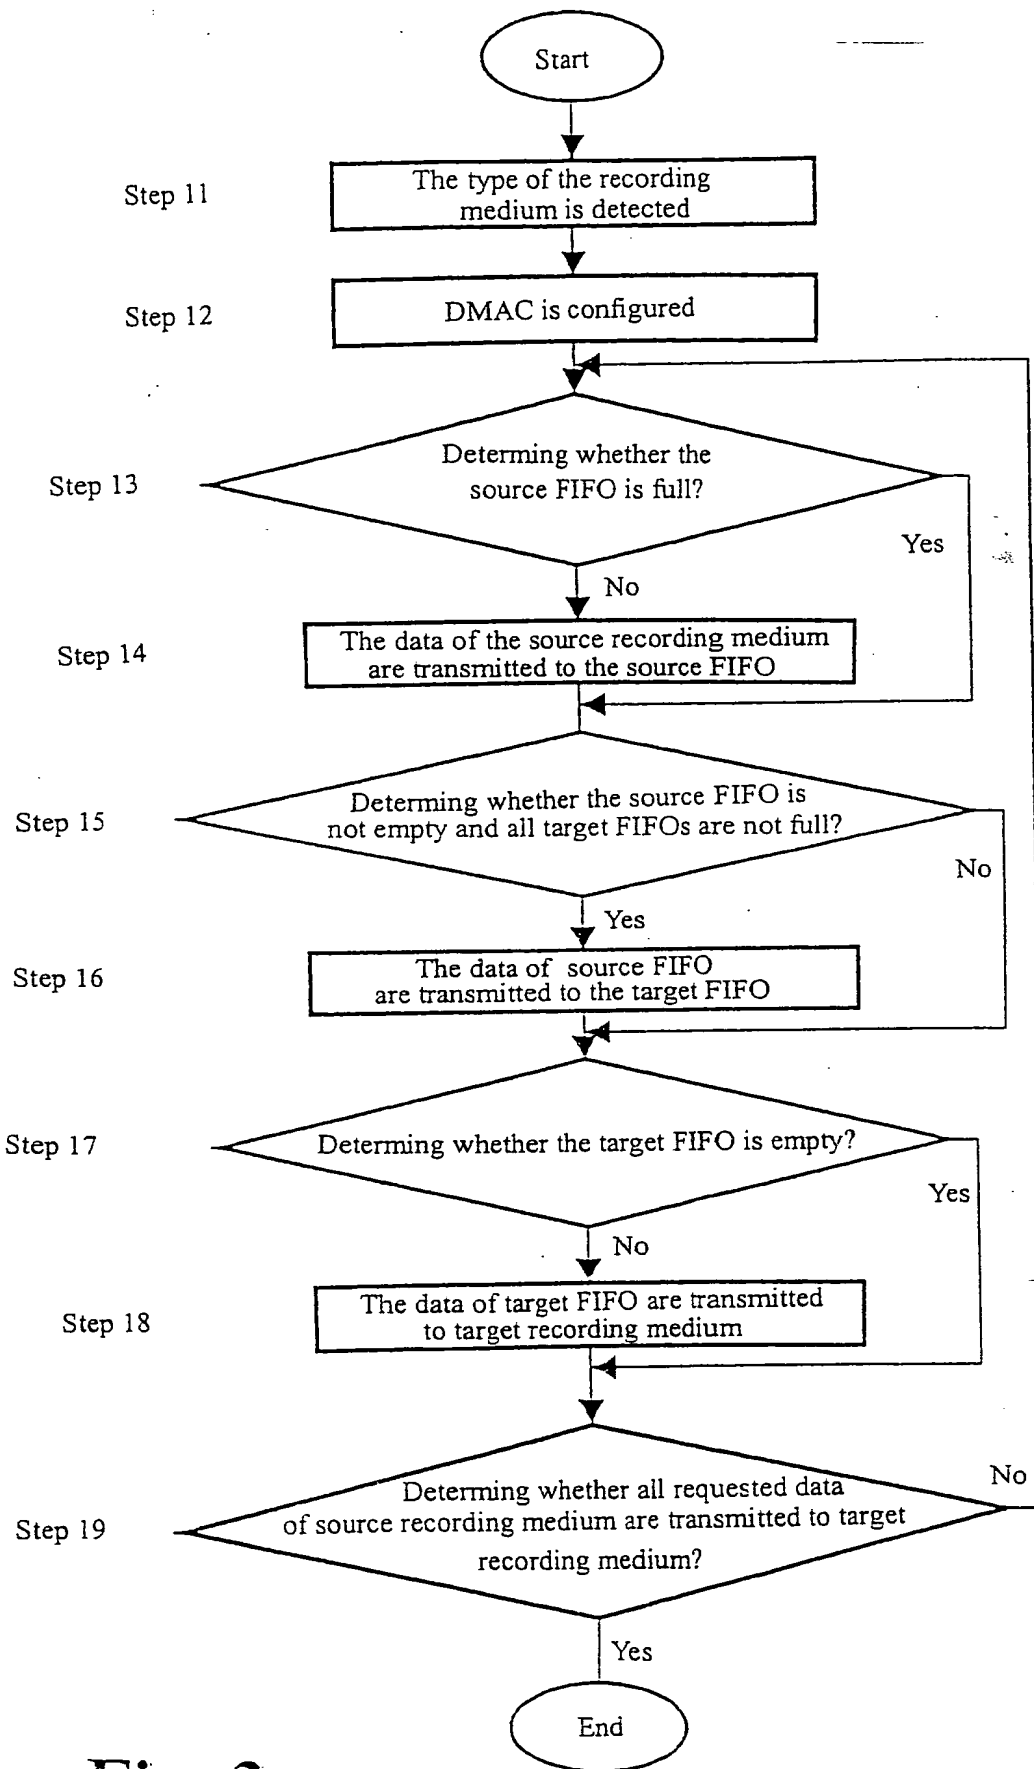 Start
Step 11
The type of the recording
medium is detected
Step 12
DMAC is configured
Step 13
Determing whether the
source FIFO is full?
Yes
No
Step 14
The data of the source recording medium
are transmitted to the source FIFO
Step 15
Determing whether the source FIFO is
not empty and all target FIFOs are not full?
No
Yes
Step 16
The data of source FIFO
are transmitted to the target FIFO
Step 17
Determing whether the target FIFO is empty?
Yes
No
Step 18
The data of target FIFO are transmitted
to target recording medium
No
Step 19
Determing whether all requested data
of source recording medium are transmitted to target
recording medium?
Yes
End